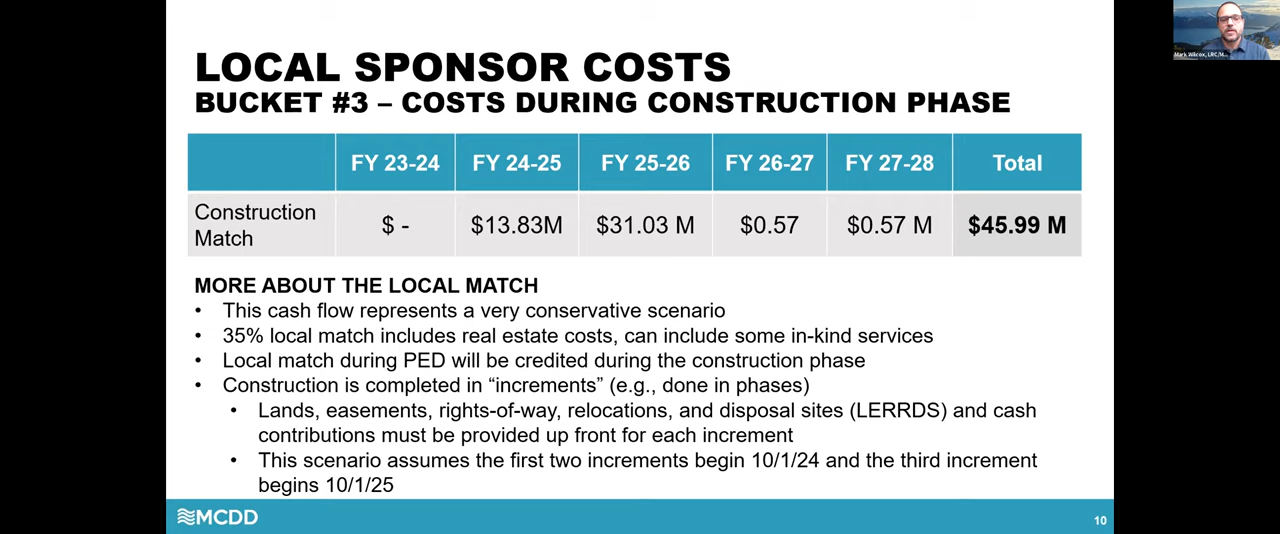 LOCAL SPONSOR COSTS
BUCKET #3 – COSTS DURING CONSTRUCTION PHASE
FY 23-24 FY 24-25 FY 25-26 FY 26-27 FY 27-28 Total
Construction Match $ - $13.83M $31.03 M $0.57 $0.57 M $45.99 M
MORE ABOUT THE LOCAL MATCH
• This cash flow represents a very conservative scenario
• 35% local match includes real estate costs, can include some in-kind services
• Local match during PED will be credited during the construction phase
• Construction is completed in “increments” (e.g., done in phases)
• Lands, easements, rights-of-way, relocations, and disposal sites (LERRDS) and cash
contributions must be provided up front for each increment
• This scenario assumes the first two increments begin 10/1/24 and the third increment
begins 10/1/25
MCDD
10
Mark Wilcox, LRC/M...